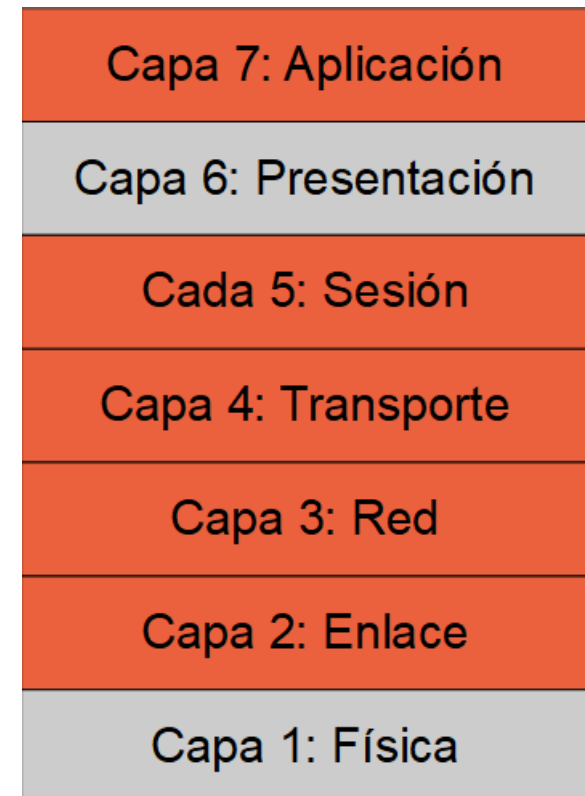 Capa 7: Aplicación
Capa 6: Presentación
Cada 5: Sesión
Capa 4: Transporte
Capa 3: Red
Capa 2: Enlace
Capa 1: Física